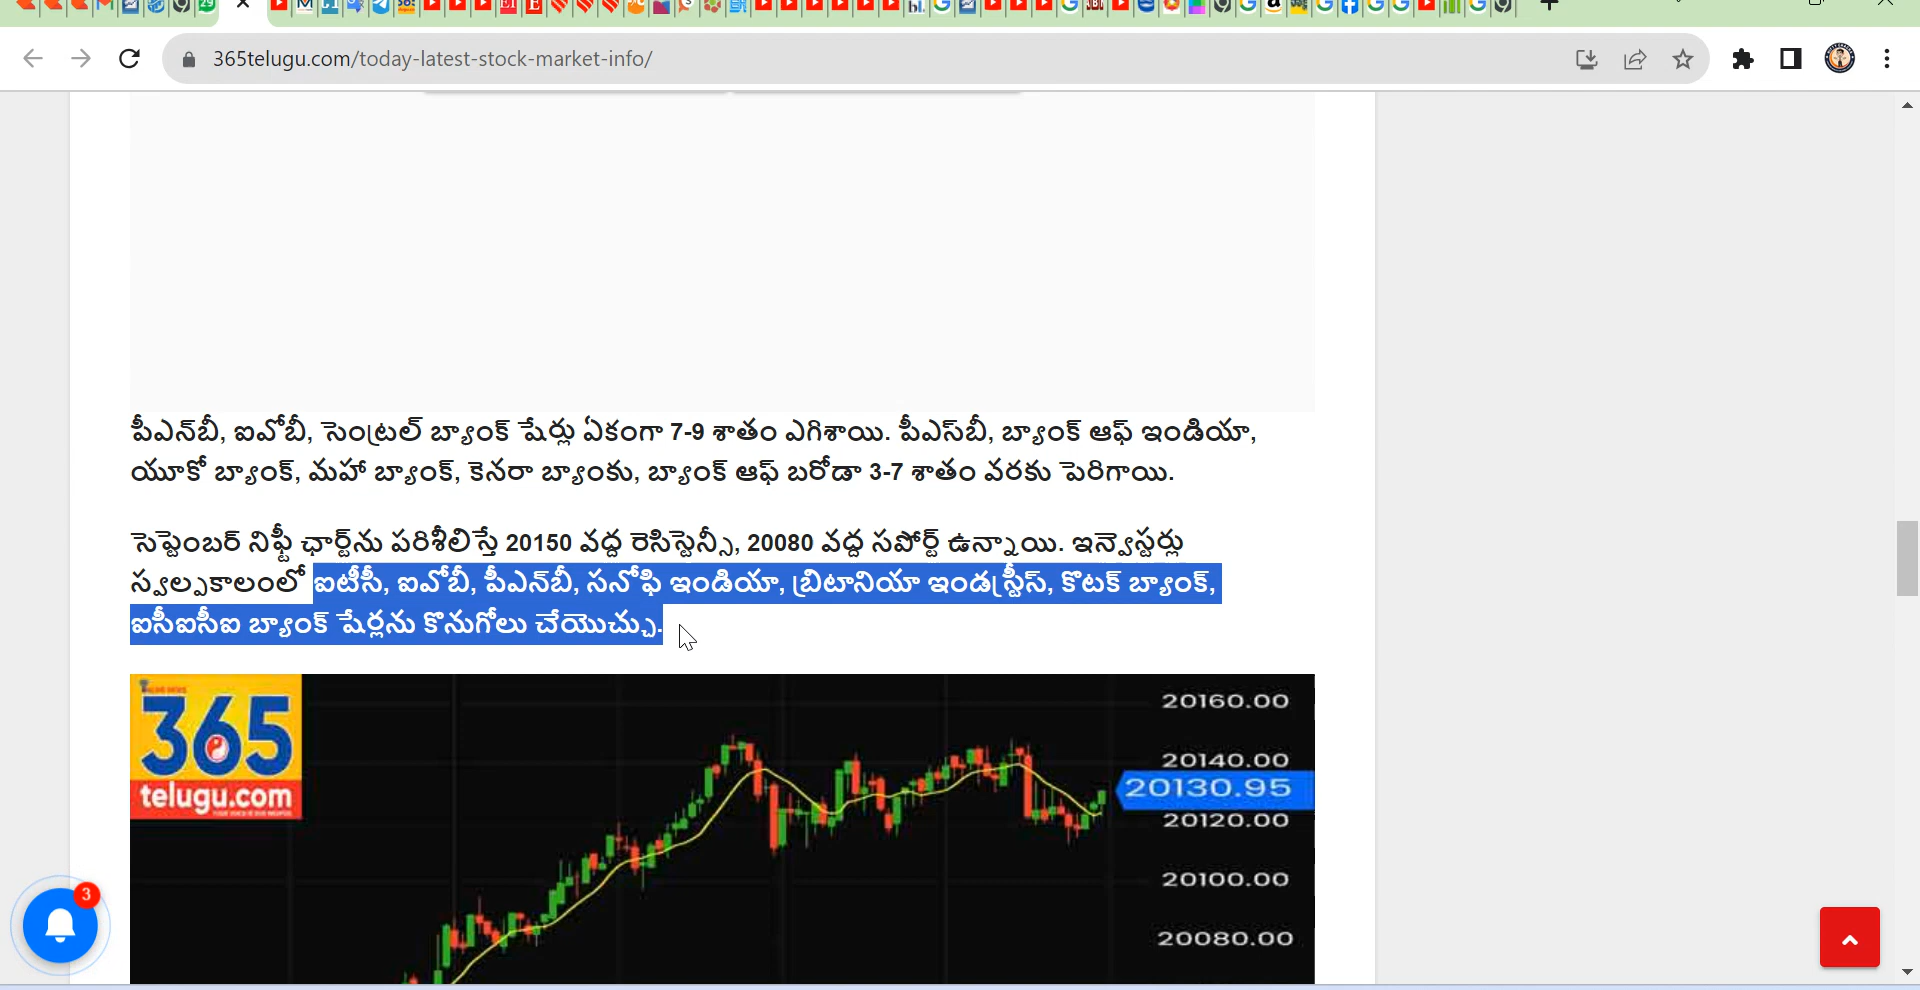 365telugu.com/today-latest-stock-market-info/
పీఎన్‌బీ, ఐవోబీ, సెంట్రల్‌ బ్యాంక్‌ షేర్లు ఏకంగా 7-9 శాతం ఎగిశాయి. పీఎస్‌బీ, బ్యాంక్‌ ఆఫ్‌ ఇండియా,
యూకో బ్యాంక్‌, మహా బ్యాంక్‌, కెనరా బ్యాంకు, బ్యాంక్‌ ఆఫ్‌ బరోడా 3-7 శాతం వరకు పెరిగాయి.
సెప్టెంబర్‌ నిఫ్టీ ఛార్ట్‌ను పరిశీలిస్తే 20150 వద్ద రెసిస్టెన్సీ, 20080 వద్ద సపోర్ట్‌ ఉన్నాయి. ఇన్వెస్టర్లు
స్వల్పకాలంలో ఐటీసీ, ఐవోబీ, పీఎన్‌బీ, సనోఫి ఇండియా, బ్రిటానియా ఇండస్ట్రీస్‌, కొటక్‌ బ్యాంక్‌,
ఐసీఐసీఐ బ్యాంక్‌ షేర్లను కొనుగోలు చేయొచ్చు.
365
telugu.com
20160.00
20140.00
20130.95
20120.00
20100.00
20080.00
3